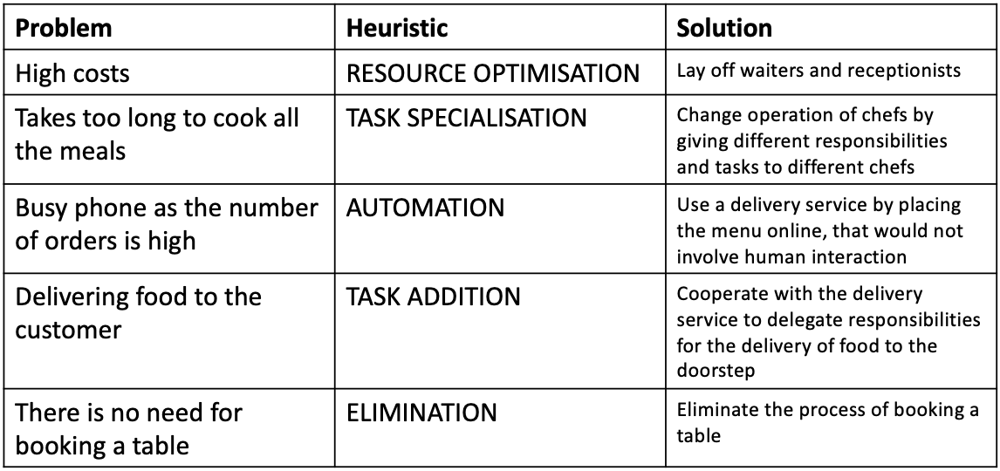 Problem
Heuristic
Solution
High costs
RESOURCE OPTIMISATION
Lay off waiters and receptionists
Takes too long to cook all
the meals
TASK SPECIALISATION
Change operation of chefs by
giving different responsibilities
and tasks to different chefs
Busy phone as the number
of orders is high
AUTOMATION
Use a delivery service by placing
the menu online, that would not
involve human interaction
Delivering food to the
customer
TASK ADDITION
Cooperate with the delivery
service to delegate responsibilities
for the delivery of food to the
doorstep
There is no need for
booking a table
ELIMINATION
Eliminate the process of booking a
table